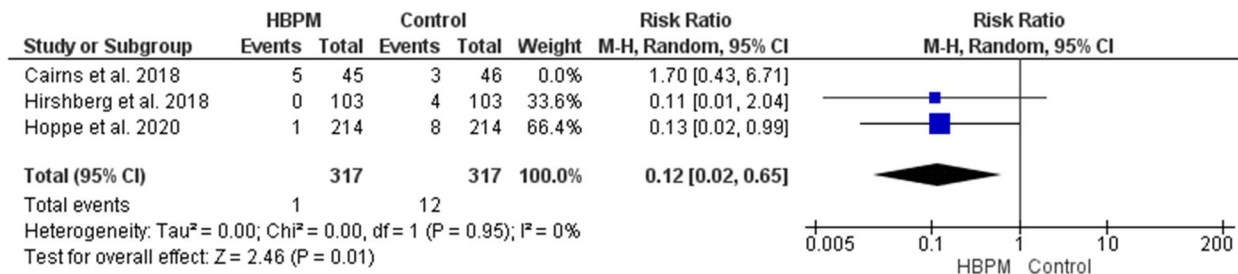 HBPM Control Risk Ratio Risk Ratio
Study or Subgroup Events Total Events Total Weight M-H, Random, 95% CI M-H, Random, 95% CI
Cairns et al. 2018 5 45 3 46 0.0% 1.70 [0.43, 6.71]
Hirshberg et al. 2018 0 103 4 103 33.6% 0.11 [0.01, 2.04]
Hoppe et al. 2020 1 214 8 214 66.4% 0.13 [0.02, 0.99]
Total (95% CI) 317 317 100.0% 0.12 [0.02, 0.65]
Total events 1 12
Heterogeneity: Tau² = 0.00; Chi² = 0.00, df = 1 (P = 0.95); I² = 0%
Test for overall effect: Z = 2.46 (P = 0.01)
0.005 0.1 1 10 200
HBPM Control